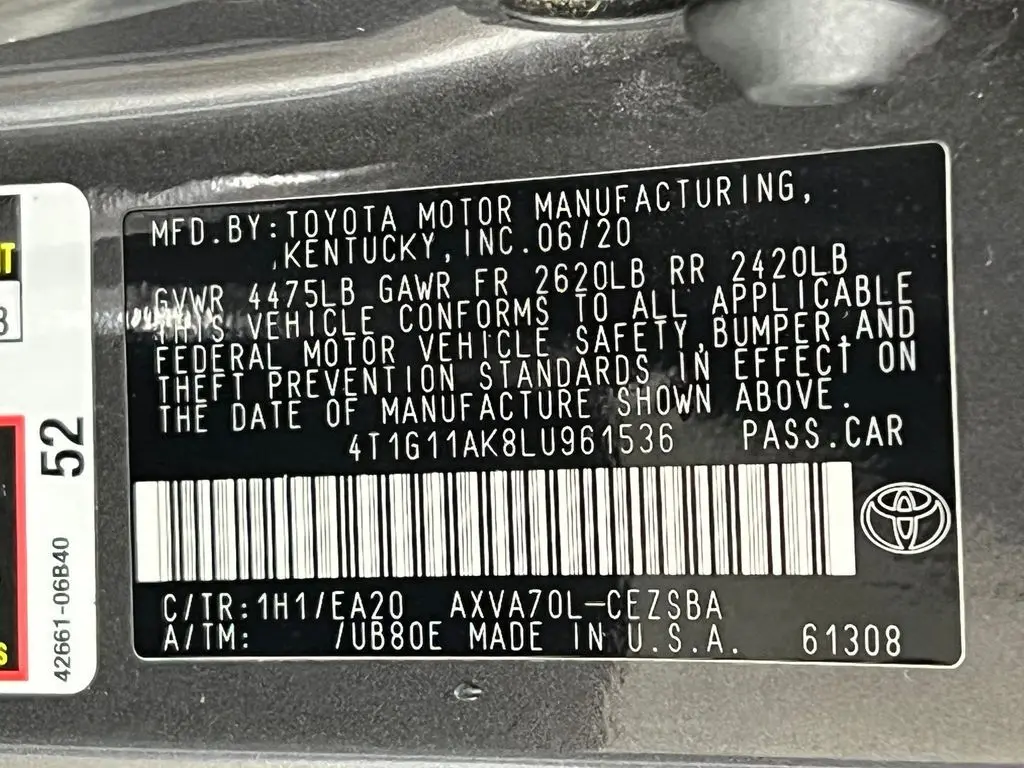 MFD.BY:TOYOTA MOTOR MANUFACTURING,
KENTUCKY, INC.06/20
GVWR 4475LB GAWR FR 2620LB RR 2420LB
THIS VEHICLE CONFORMS TO ALL APPLICABLE
FEDERAL MOTOR VEHICLE SAFETY,BUMPER,AND
THEFT PREVENTION STANDARDS IN EFFECT ON
THE DATE OF MANUFACTURE SHOWN ABOVE.
4T1G11AK8LU961536 PASS.CAR
C/TR:1H1/EA20 AXVA70L-CEZSBA
A/TM: /UB80E MADE IN U.S.A. 61308
52
42661-06B40